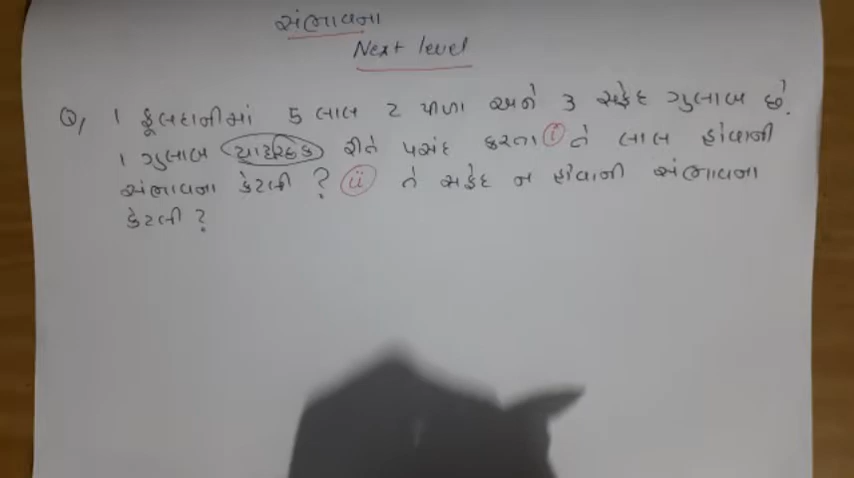 સંભાવના
Next level
Q, 1 ફૂલદાનીમાં 5 લાલ 2 પીળા અને 3 સફેદ ગુલાબ છે.
1 ગુલાબ યાદચ્છિક રીતે પસંદ કરતા i તે લાલ હોવાની
સંભાવના કેટલી ? ii તે સફેદ ન હોવાની સંભાવના
કેટલી ?